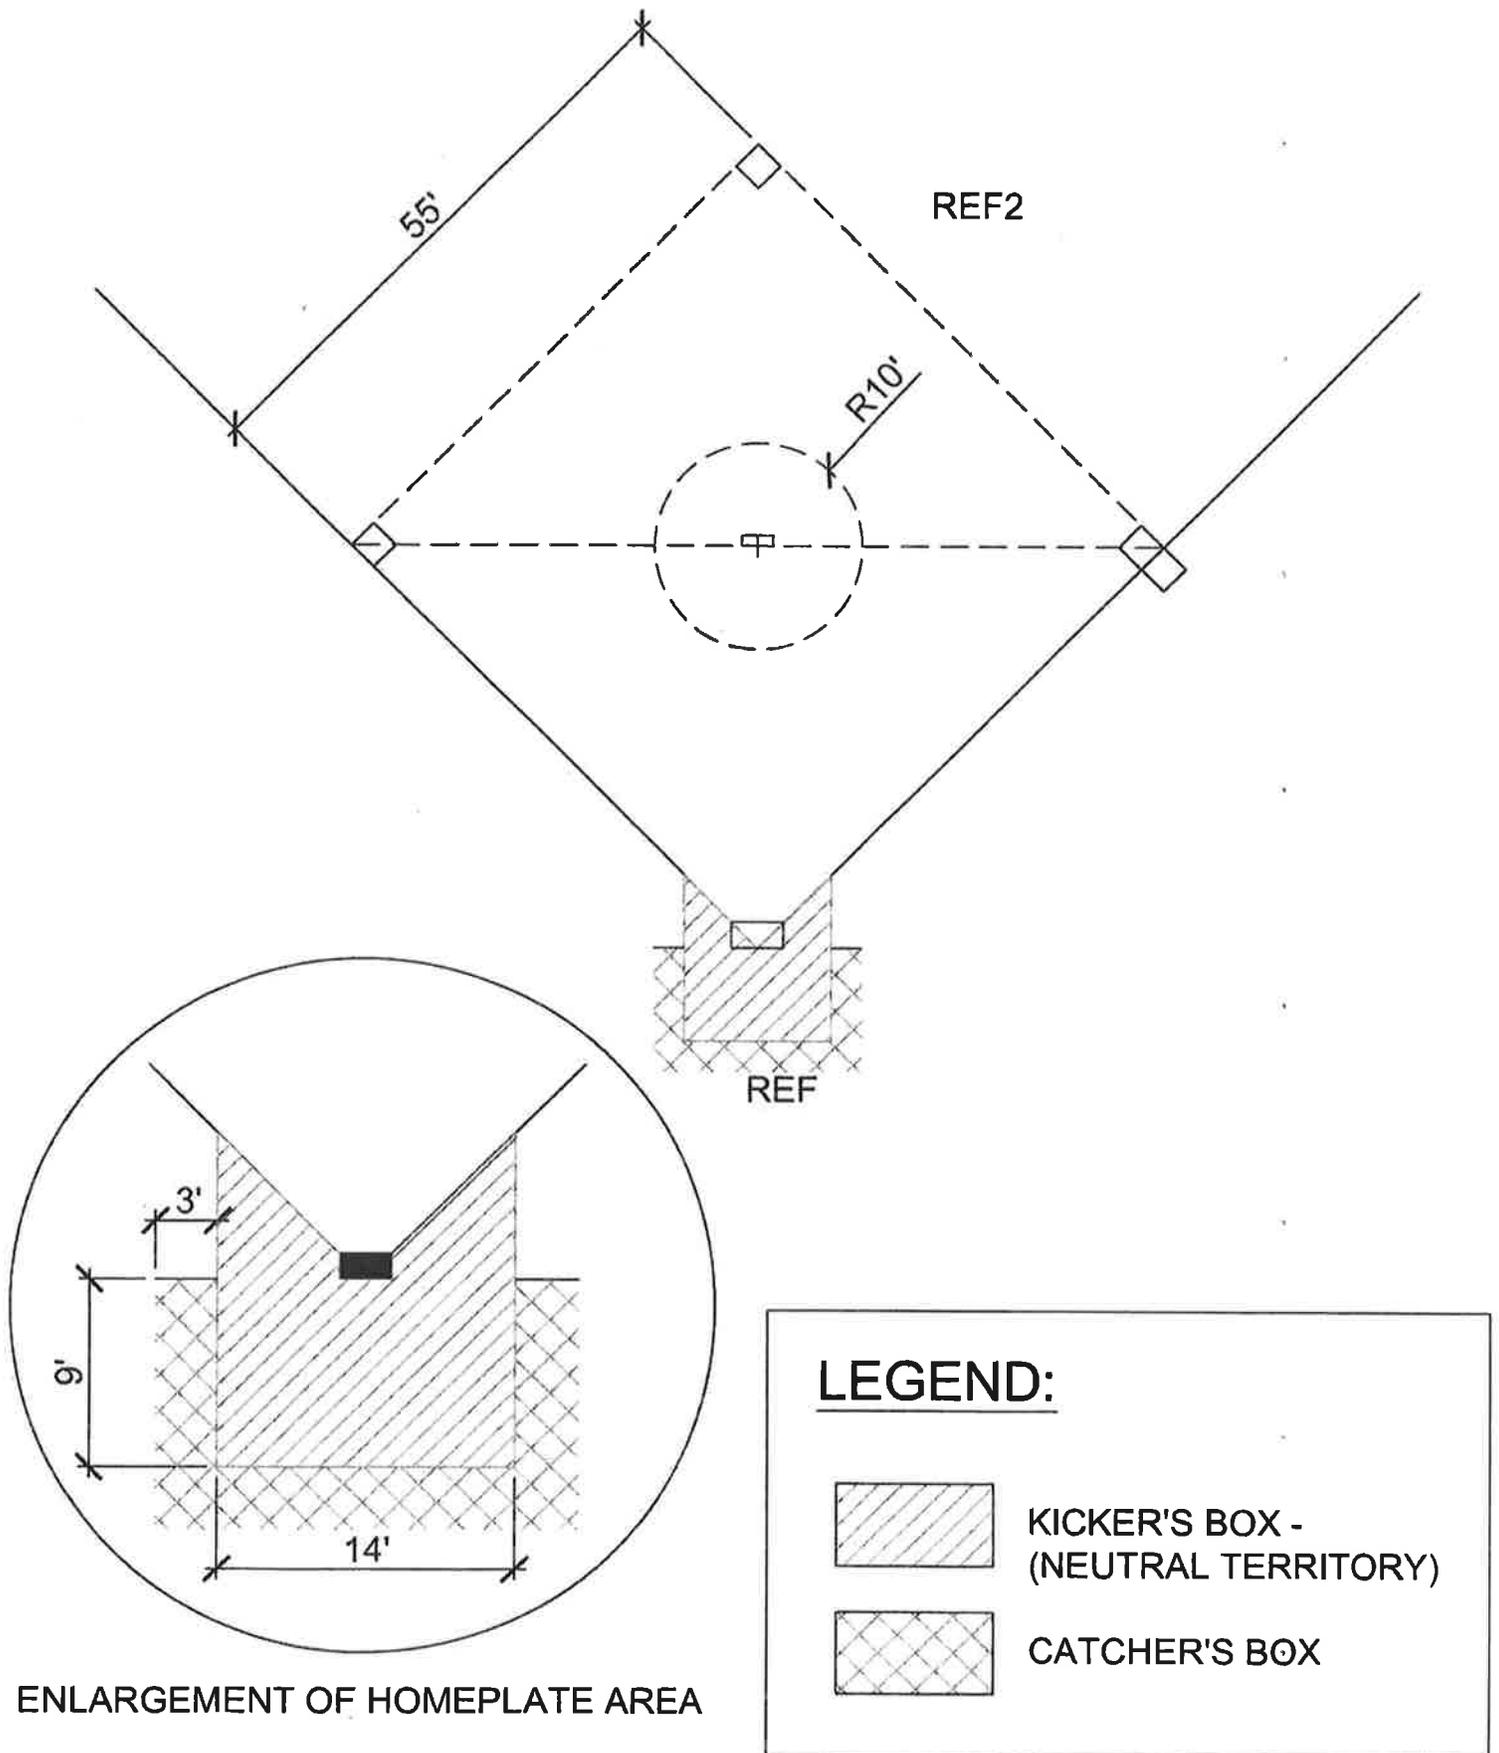 55'
REF2
R10'
REF
3'
9'
14'
ENLARGEMENT OF HOMEPLATE AREA
LEGEND:
KICKER'S BOX -
(NEUTRAL TERRITORY)
CATCHER'S BOX